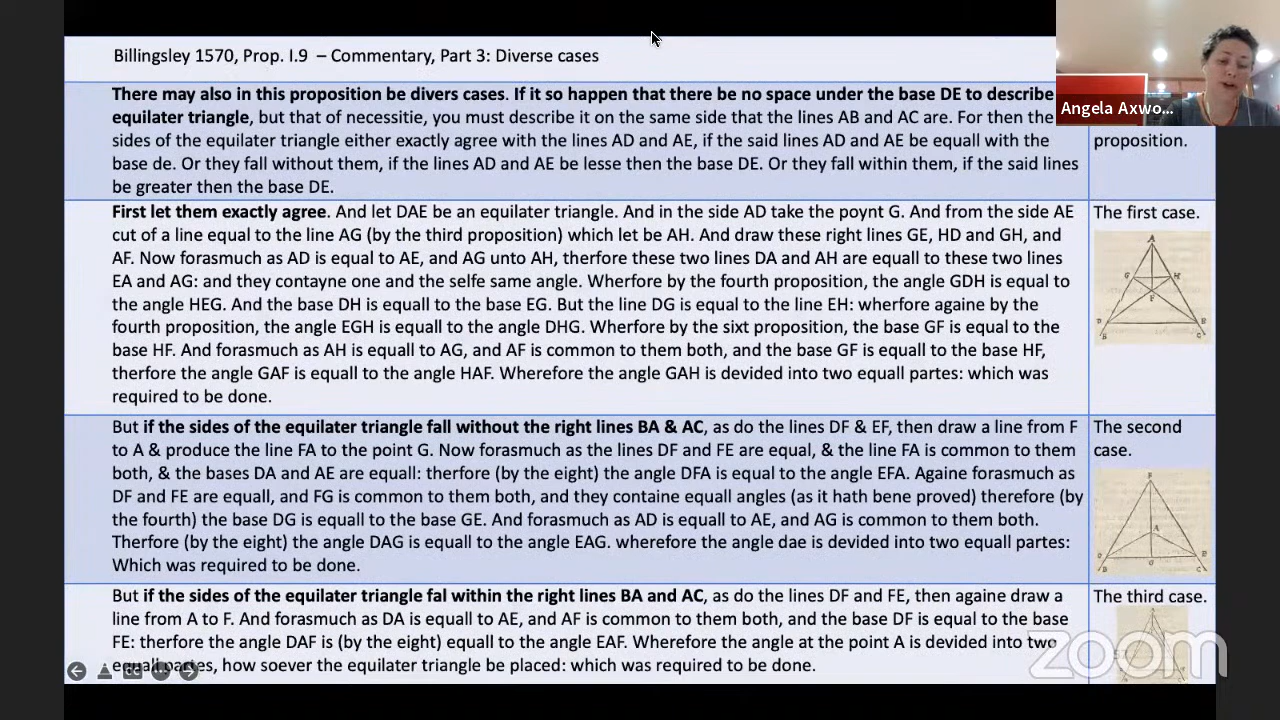 Billingsley 1570, Prop. I.9 – Commentary, Part 3: Diverse cases
Angela Axwo...
There may also in this proposition be divers cases. If it so happen that there be no space under the base DE to describe
equilater triangle, but that of necessitie, you must describe it on the same side that the lines AB and AC are. For then the
sides of the equilater triangle either exactly agree with the lines AD and AE, if the said lines AD and AE be equall with the
base de. Or they fall without them, if the lines AD and AE be lesse then the base DE. Or they fall within them, if the said lines
be greater then the base DE.
proposition.
First let them exactly agree. And let DAE be an equilater triangle. And in the side AD take the poynt G. And from the side AE
cut of a line equal to the line AG (by the third proposition) which let be AH. And draw these right lines GE, HD and GH, and
AF. Now forasmuch as AD is equal to AE, and AG unto AH, therfore these two lines DA and AH are equall to these two lines
EA and AG: and they contayne one and the selfe same angle. Wherfore by the fourth proposition, the angle GDH is equal to
the angle HEG. And the base DH is equall to the base EG. But the line DG is equal to the line EH: wherfore againe by the
fourth proposition, the angle EGH is equall to the angle DHG. Wherfore by the sixt proposition, the base GF is equal to the
base HF. And forasmuch as AH is equall to AG, and AF is common to them both, and the base GF is equall to the base HF,
therfore the angle GAF is equall to the angle HAF. Wherefore the angle GAH is devided into two equall partes: which was
required to be done.
The first case.
A
G H
F
D E
B C
But if the sides of the equilater triangle fall without the right lines BA & AC, as do the lines DF & EF, then draw a line from F
to A & produce the line FA to the point G. Now forasmuch as the lines DF and FE are equal, & the line FA is common to them
both, & the bases DA and AE are equall: therfore (by the eight) the angle DFA is equal to the angle EFA. Againe forasmuch as
DF and FE are equall, and FG is common to them both, and they containe equall angles (as it hath bene proved) therefore (by
the fourth) the base DG is equall to the base GE. And forasmuch as AD is equall to AE, and AG is common to them both.
Therfore (by the eight) the angle DAG is equall to the angle EAG. wherefore the angle dae is devided into two equall partes:
Which was required to be done.
The second
case.
A
B C
But if the sides of the equilater triangle fal within the right lines BA and AC, as do the lines DF and FE, then againe draw a
line from A to F. And forasmuch as DA is equall to AE, and AF is common to them both, and the base DF is equall to the base
FE: therfore the angle DAF is (by the eight) equall to the angle EAF. Wherefore the angle at the point A is devided into two
equall partes, how soever the equilater triangle be placed: which was required to be done.
The third case.
zoom